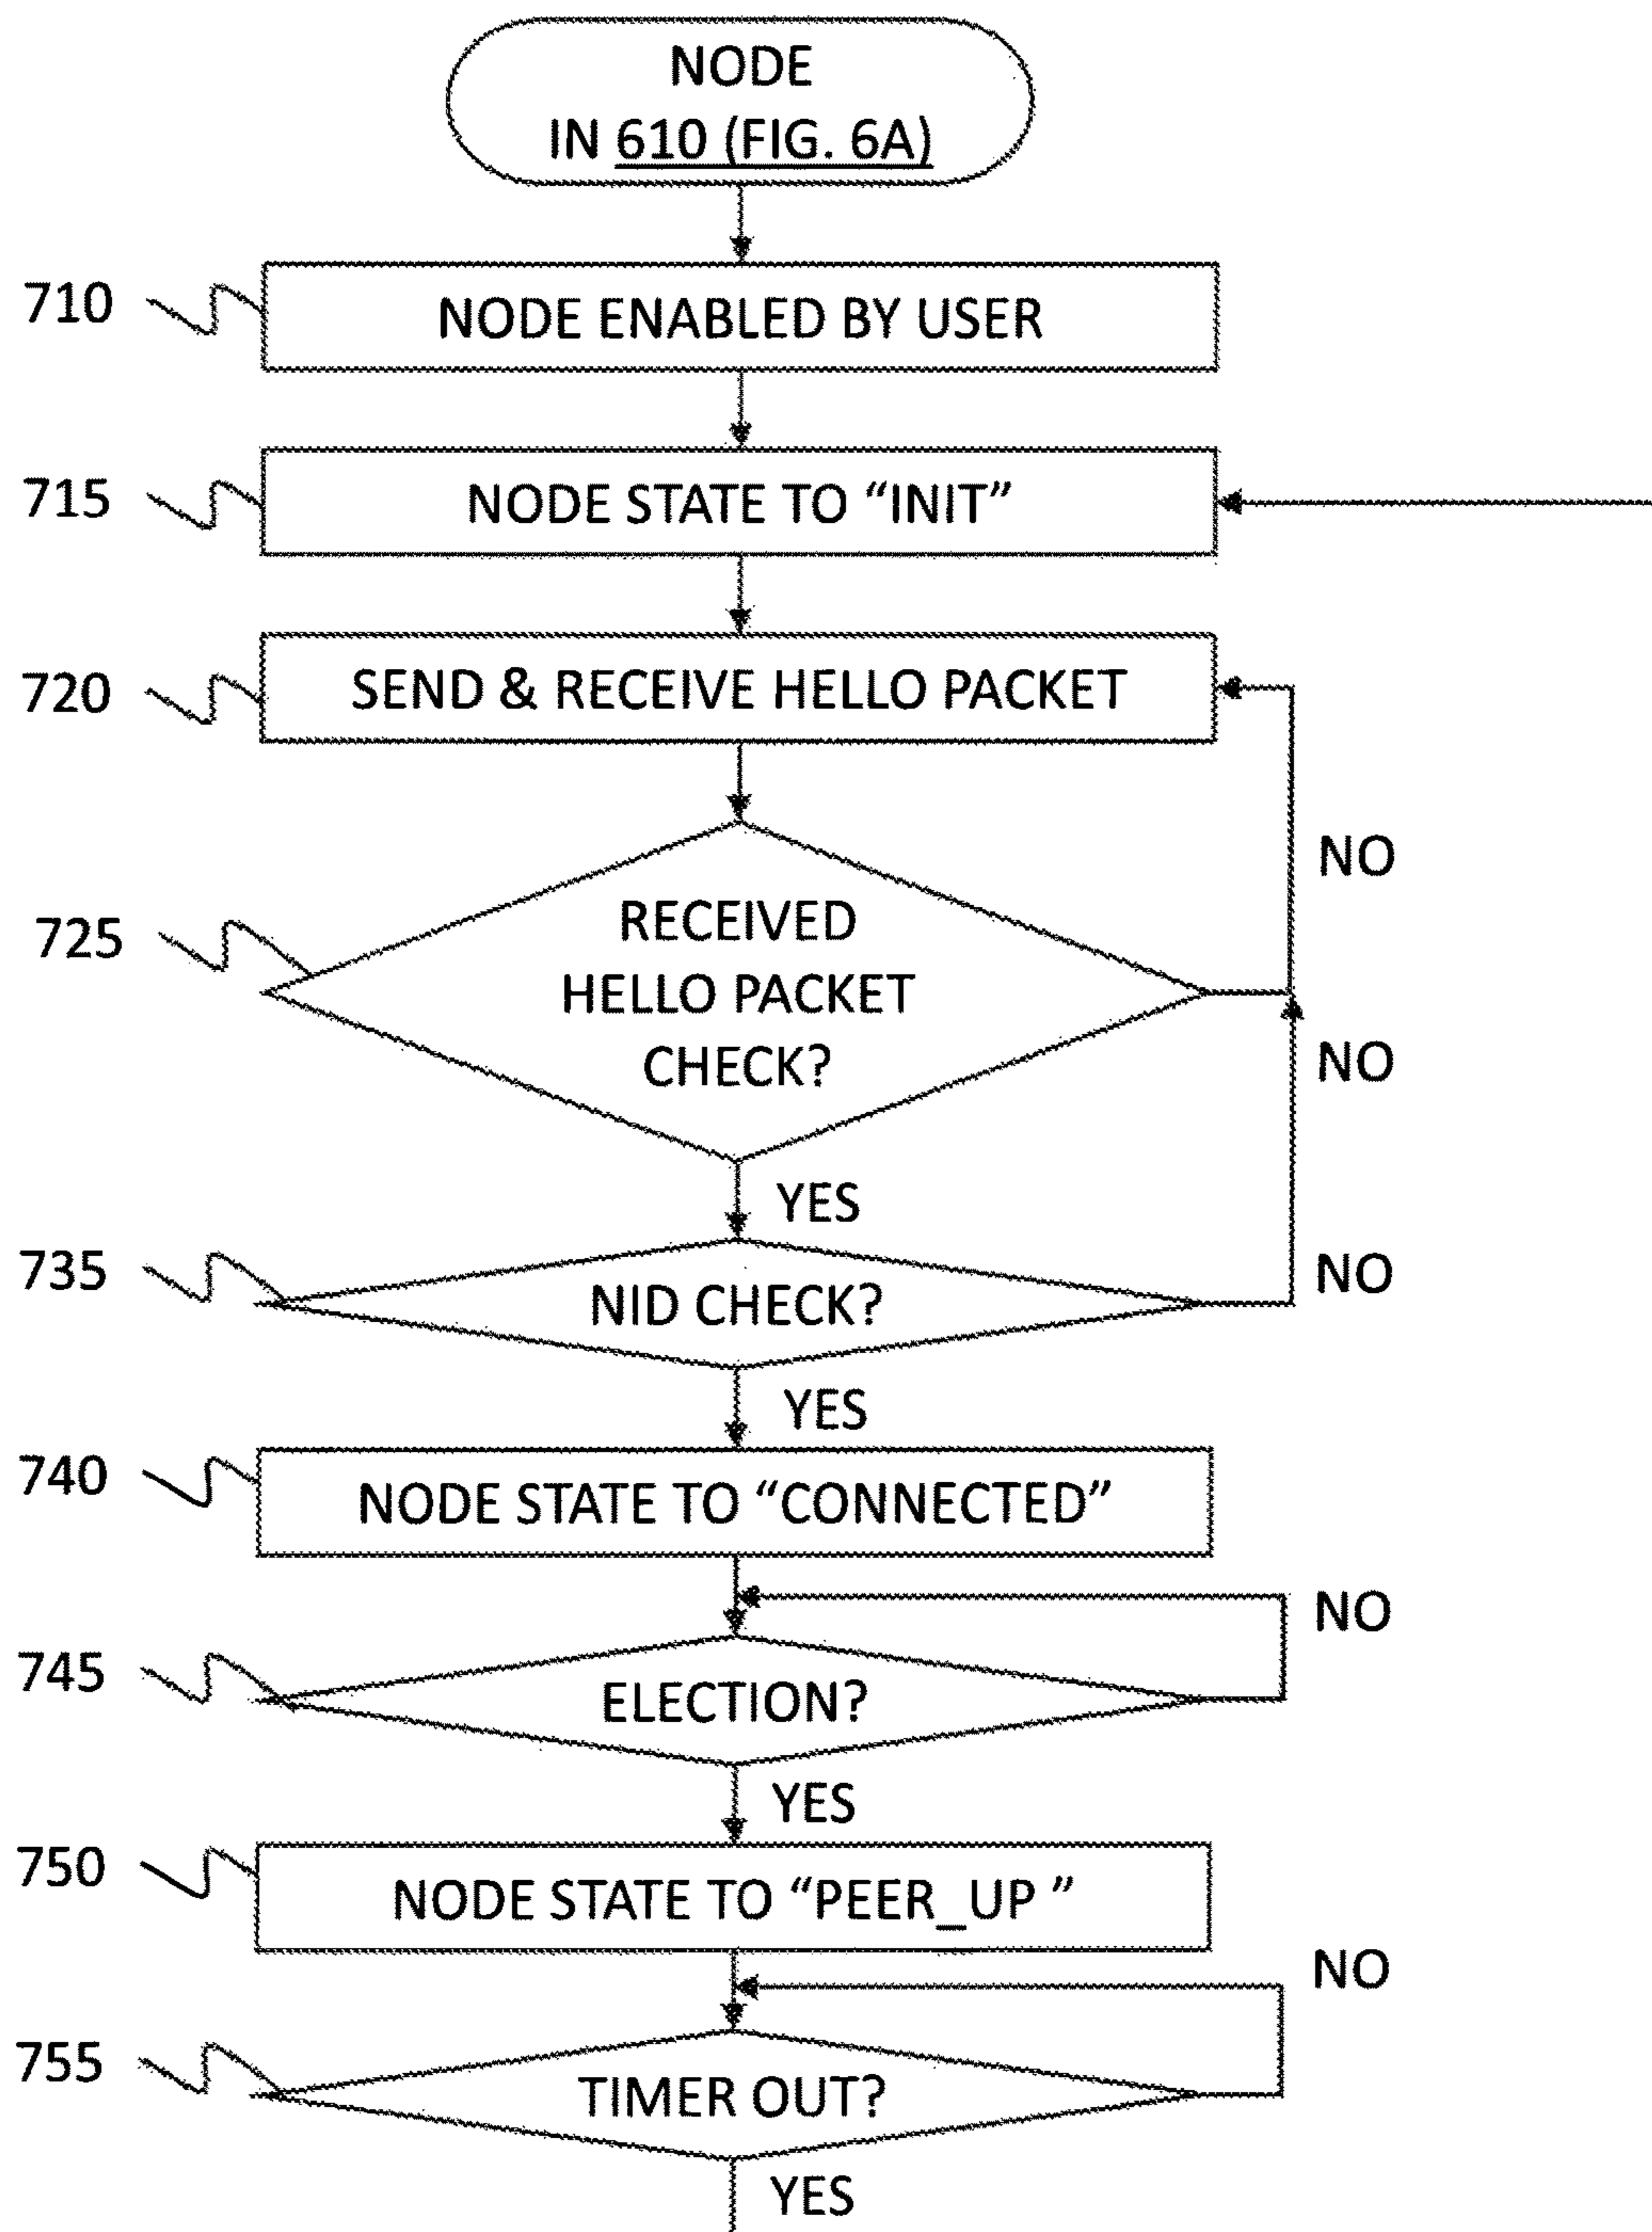 NODE
IN 610 (FIG. 6A)
710
NODE ENABLED BY USER
715
NODE STATE TO “INIT”
720
SEND & RECEIVE HELLO PACKET
NO
725
RECEIVED
HELLO PACKET
CHECK?
NO
YES
735
NID CHECK?
NO
YES
740
NODE STATE TO “CONNECTED”
NO
745
ELECTION?
YES
750
NODE STATE TO “PEER_UP ”
NO
755
TIMER OUT?
YES